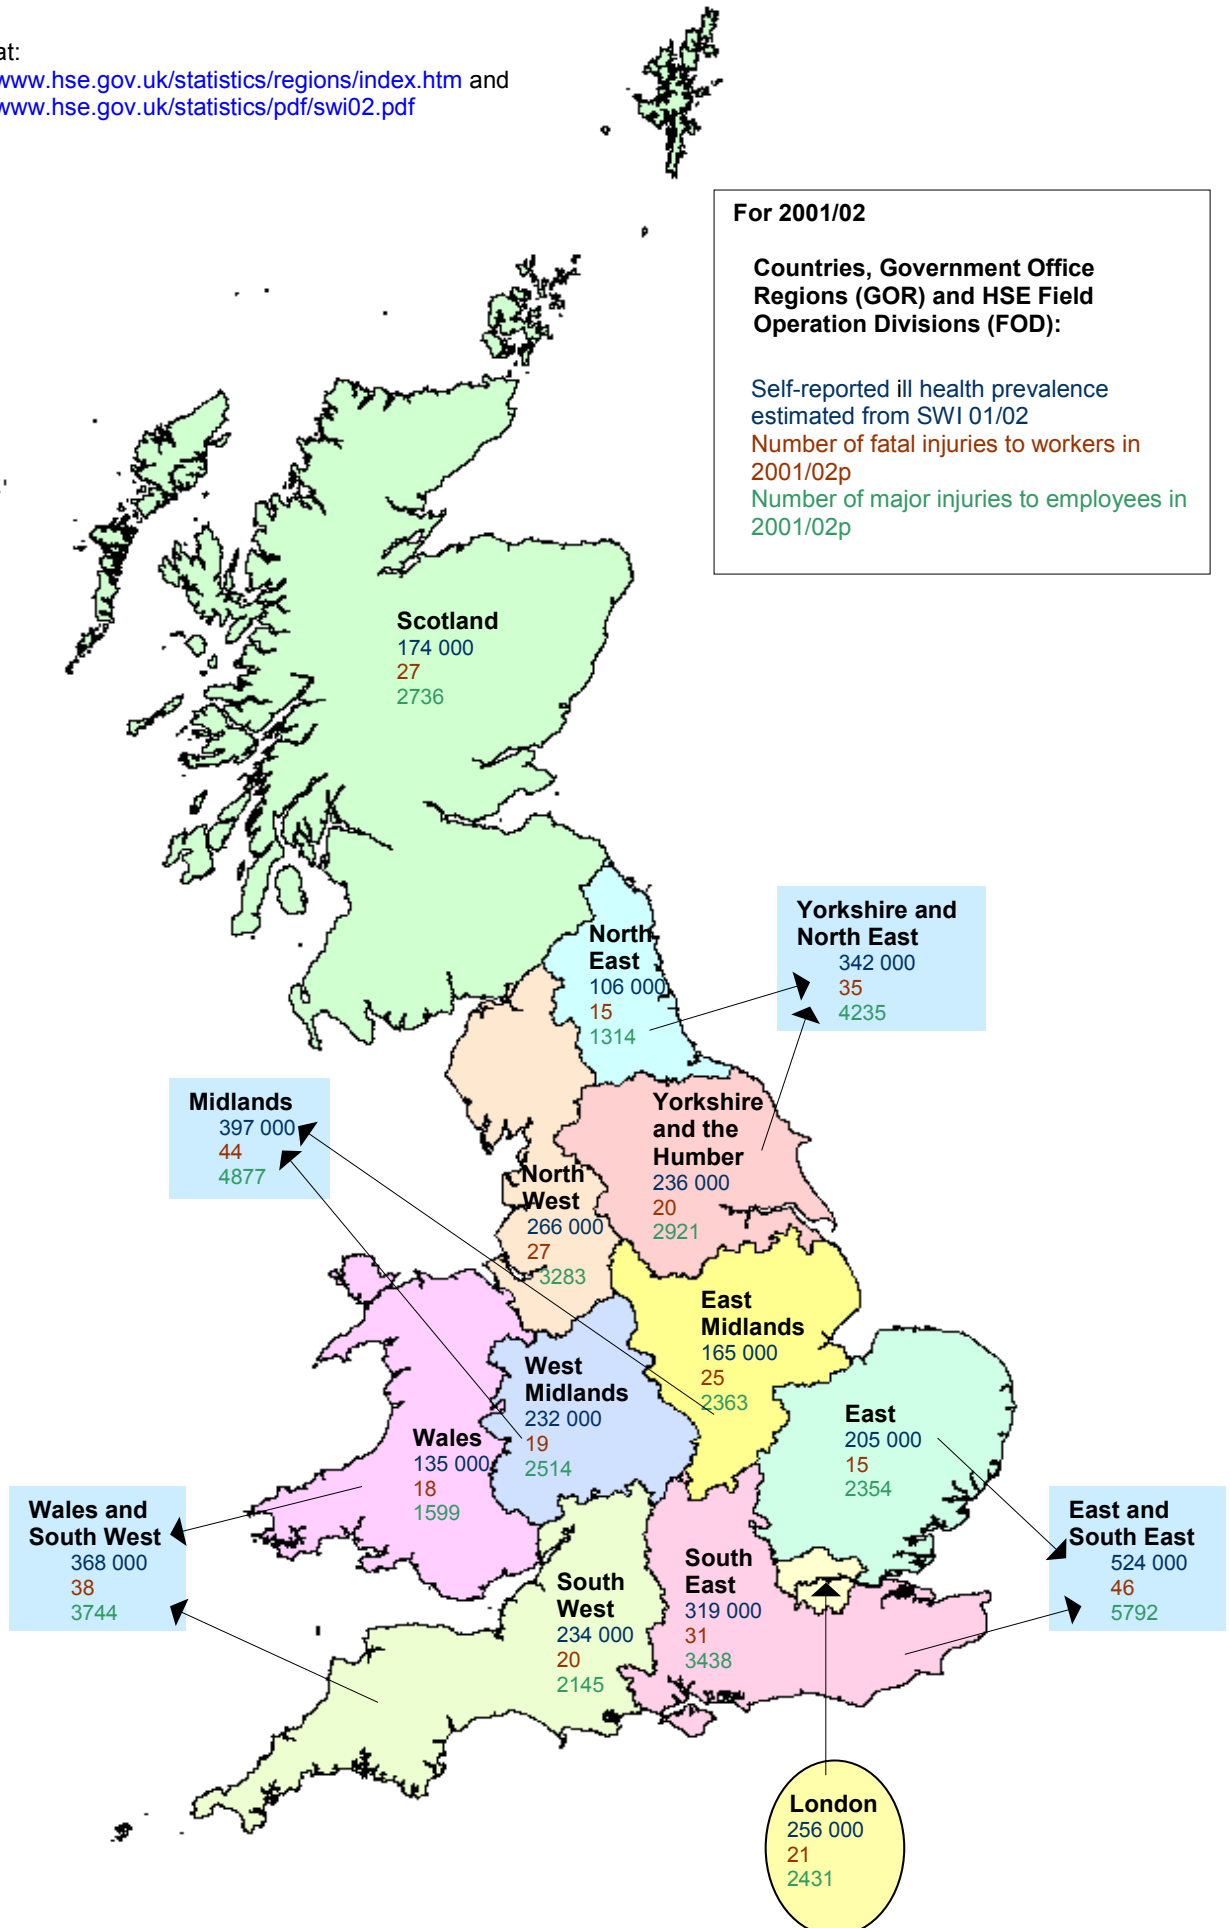 at:
www.hse.gov.uk/statistics/regions/index.htm and
www.hse.gov.uk/statistics/pdf/swi02.pdf
For 2001/02
Countries, Government Office
Regions (GOR) and HSE Field
Operation Divisions (FOD):
Self-reported ill health prevalence
estimated from SWI 01/02
Number of fatal injuries to workers in
2001/02p
Number of major injuries to employees in
2001/02p
Scotland
174 000
27
2736
North
East
106 000
15
1314
Yorkshire and
North East
342 000
35
4235
Midlands
397 000
44
4877
Yorkshire
and the
Humber
236 000
20
2921
North
West
266 000
27
3283
East
Midlands
165 000
25
2363
West
Midlands
232 000
19
2514
East
205 000
15
2354
Wales
135 000
18
1599
Wales and
South West
368 000
38
3744
East and
South East
524 000
46
5792
South
East
319 000
31
3438
South
West
234 000
20
2145
London
256 000
21
2431